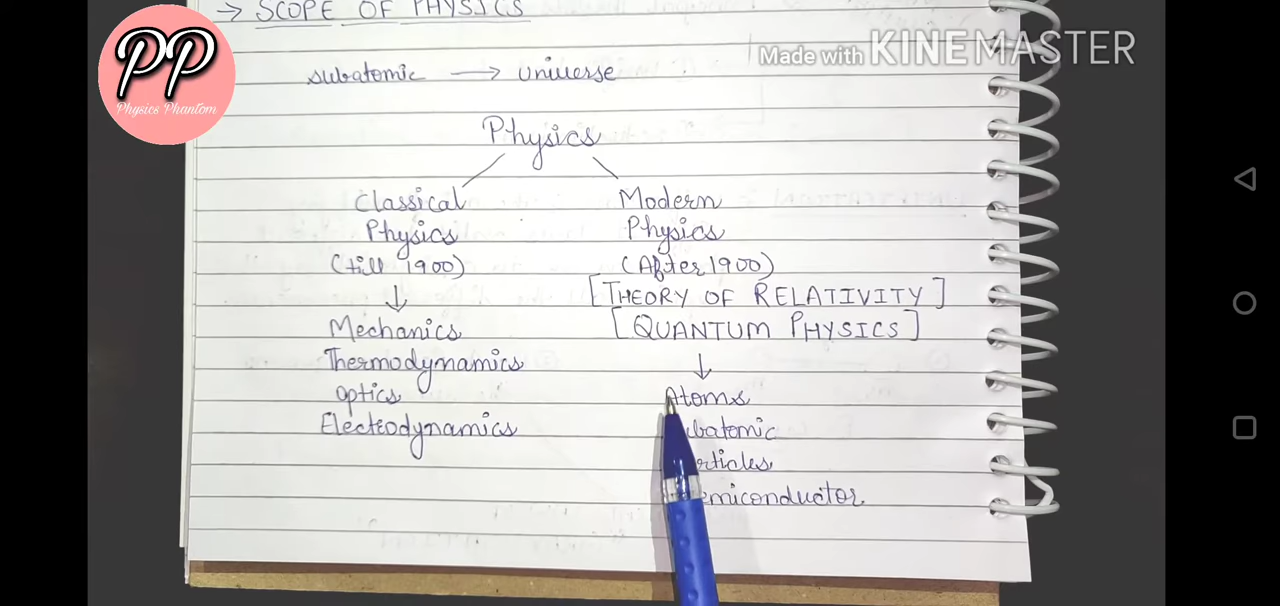 → SCOPE OF PHYSICS
PP
Physics Phantom
Made with KINEMASTER
subatomic → universe
Physics
Classical Physics (till 1900)
↓
Mechanics
Thermodynamics
Optics
Electrodynamics
Modern Physics (After 1900)
[THEORY OF RELATIVITY]
[QUANTUM PHYSICS]
↓
Atoms